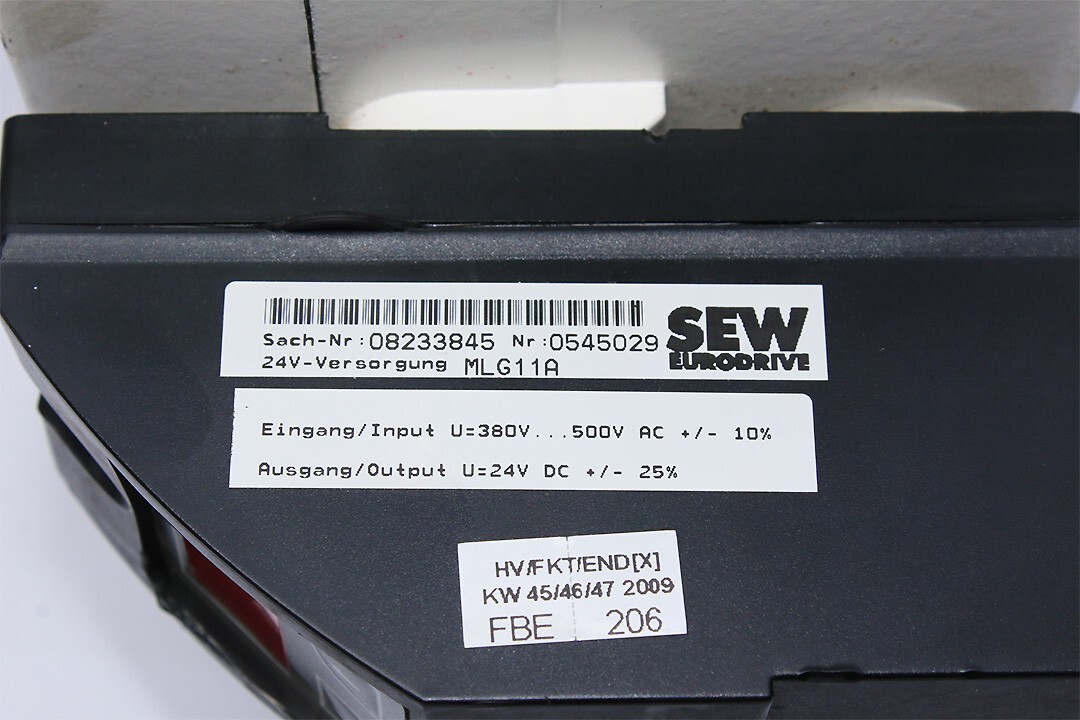 Sach-Nr:08233845 Nr:0545029
24V-Versorgung MLG11A
SEW
EURODRIVE
Eingang/Input U=380V...500V AC +/- 10%
Ausgang/Output U=24V DC +/- 25%
HV/FKT/END[X]
KW 45/46/47 2009
FBE 206